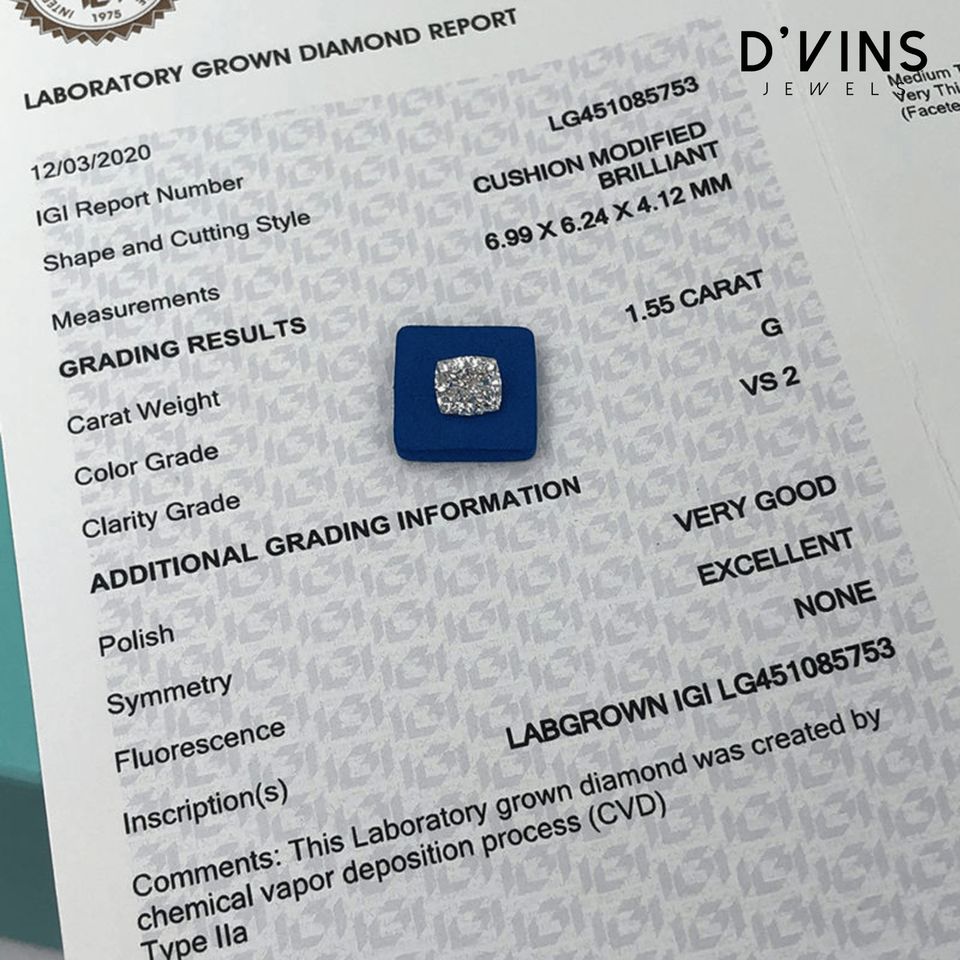 1975
D'VINS
JEWELS
LABORATORY GROWN DIAMOND REPORT
12/03/2020
IGI Report Number LG451085753
Shape and Cutting Style CUSHION MODIFIED
BRILLIANT
Measurements 6.99 X 6.24 X 4.12 MM
GRADING RESULTS
Carat Weight 1.55 CARAT
Color Grade G
Clarity Grade VS 2
ADDITIONAL GRADING INFORMATION
Polish VERY GOOD
Symmetry EXCELLENT
Fluorescence NONE
Inscription(s) LABGROWN IGI LG451085753
Comments: This Laboratory grown diamond was created by
chemical vapor deposition process (CVD)
Type IIa
Medium
Very